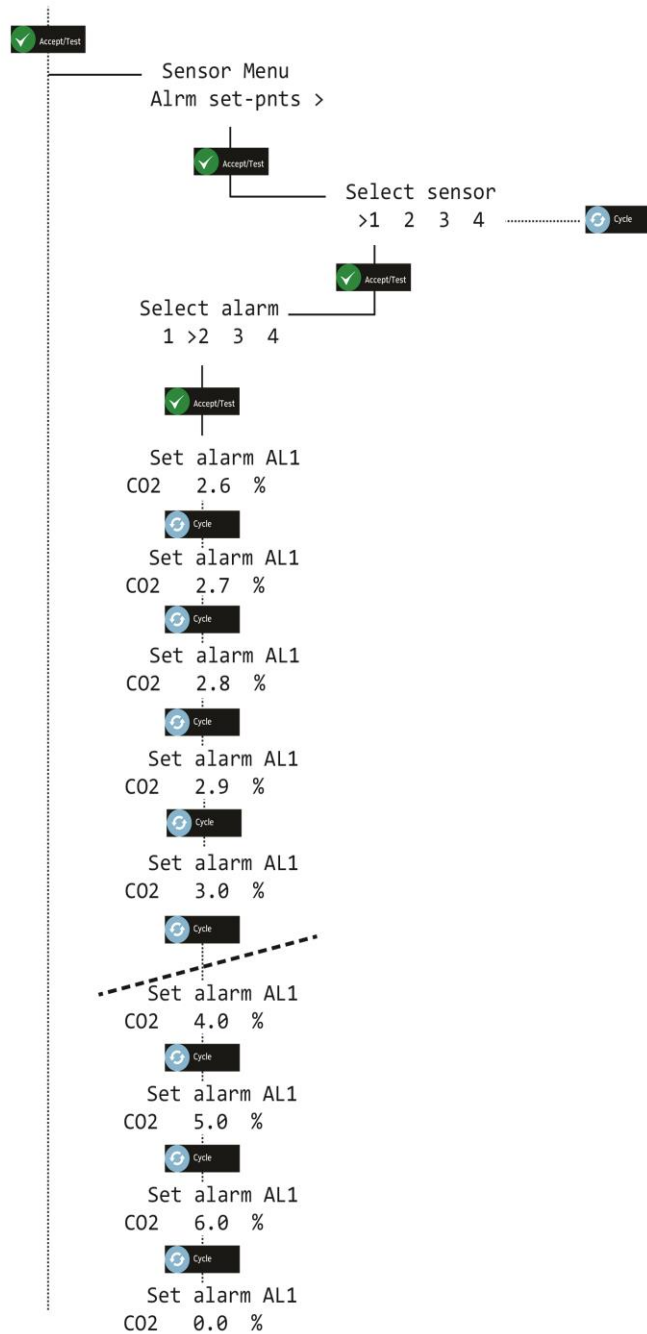 Accept/Test
Sensor Menu
Alrm set-pnts >
Accept/Test
Select sensor
>1 2 3 4
Cycle
Accept/Test
Select alarm
1 >2 3 4
Accept/Test
Set alarm AL1
CO2 2.6 %
Cycle
Set alarm AL1
CO2 2.7 %
Cycle
Set alarm AL1
CO2 2.8 %
Cycle
Set alarm AL1
CO2 2.9 %
Cycle
Set alarm AL1
CO2 3.0 %
Cycle
Set alarm AL1
CO2 4.0 %
Cycle
Set alarm AL1
CO2 5.0 %
Cycle
Set alarm AL1
CO2 6.0 %
Cycle
Set alarm AL1
CO2 0.0 %